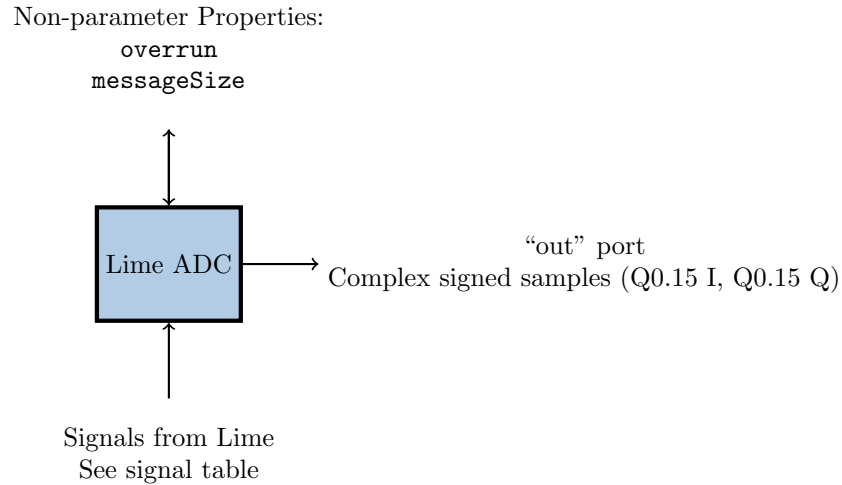 Non-parameter Properties:
overrun
messageSize
Lime ADC
“out” port
Complex signed samples (Q0.15 I, Q0.15 Q)
Signals from Lime
See signal table